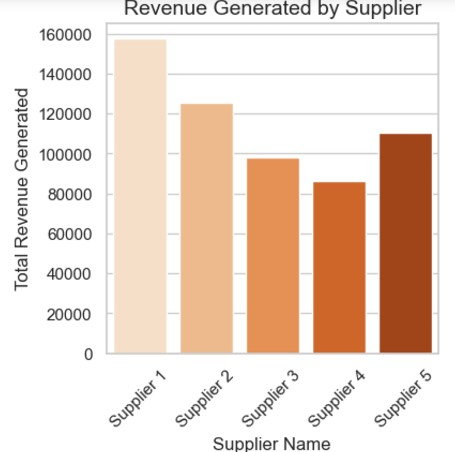 Revenue Generated by Supplier
Total Revenue Generated
160000
140000
120000
100000
80000
60000
40000
20000
0
Supplier 1
Supplier 2
Supplier 3
Supplier 4
Supplier 5
Supplier Name